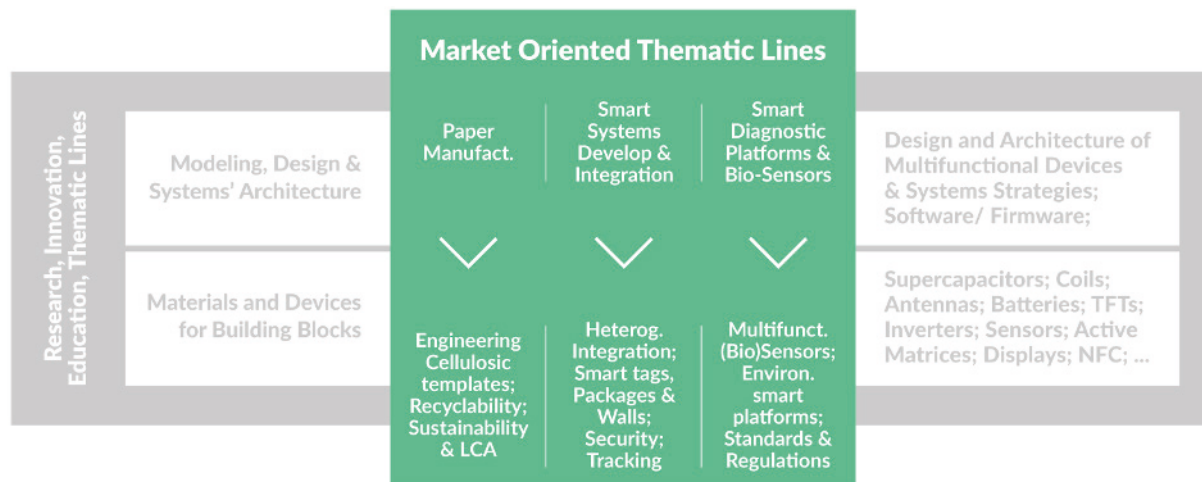 Market Oriented Thematic Lines
Research, Innovation,
Education, Thematic Lines
Modeling, Design &
Systems' Architecture
Materials and Devices
for Building Blocks
Paper
Manufact.
Engineering
Cellulosic
templates;
Recyclability;
Sustainability
& LCA
Smart
Systems
Develop &
Integration
Heterog.
Integration;
Smart tags,
Packages &
Walls;
Security;
Tracking
Smart
Diagnostic
Platforms &
Bio-Sensors
Multifunct.
(Bio)Sensors;
Environ.
smart
platforms;
Standards &
Regulations
Design and Architecture of
Multifunctional Devices
& Systems Strategies;
Software/ Firmware;
Supercapacitors; Coils;
Antennas; Batteries; TFTs;
Inverters; Sensors; Active
Matrices; Displays; NFC; ...